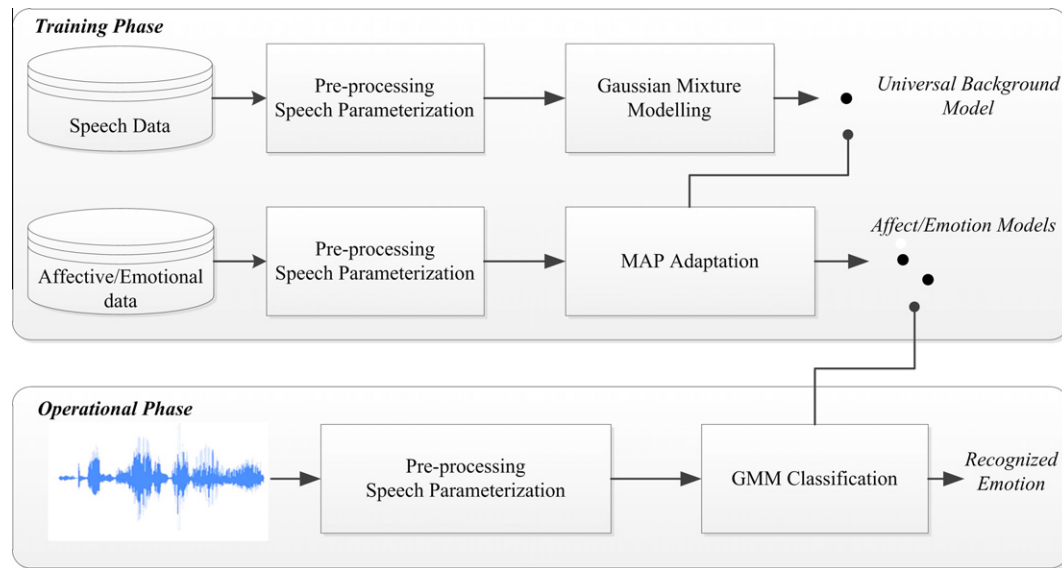 Training Phase
Speech Data
Pre-processing
Speech Parameterization
Gaussian Mixture
Modelling
Universal Background
Model
Affective/Emotional
data
Pre-processing
Speech Parameterization
MAP Adaptation
Affect/Emotion Models
Operational Phase
Pre-processing
Speech Parameterization
GMM Classification
Recognized
Emotion